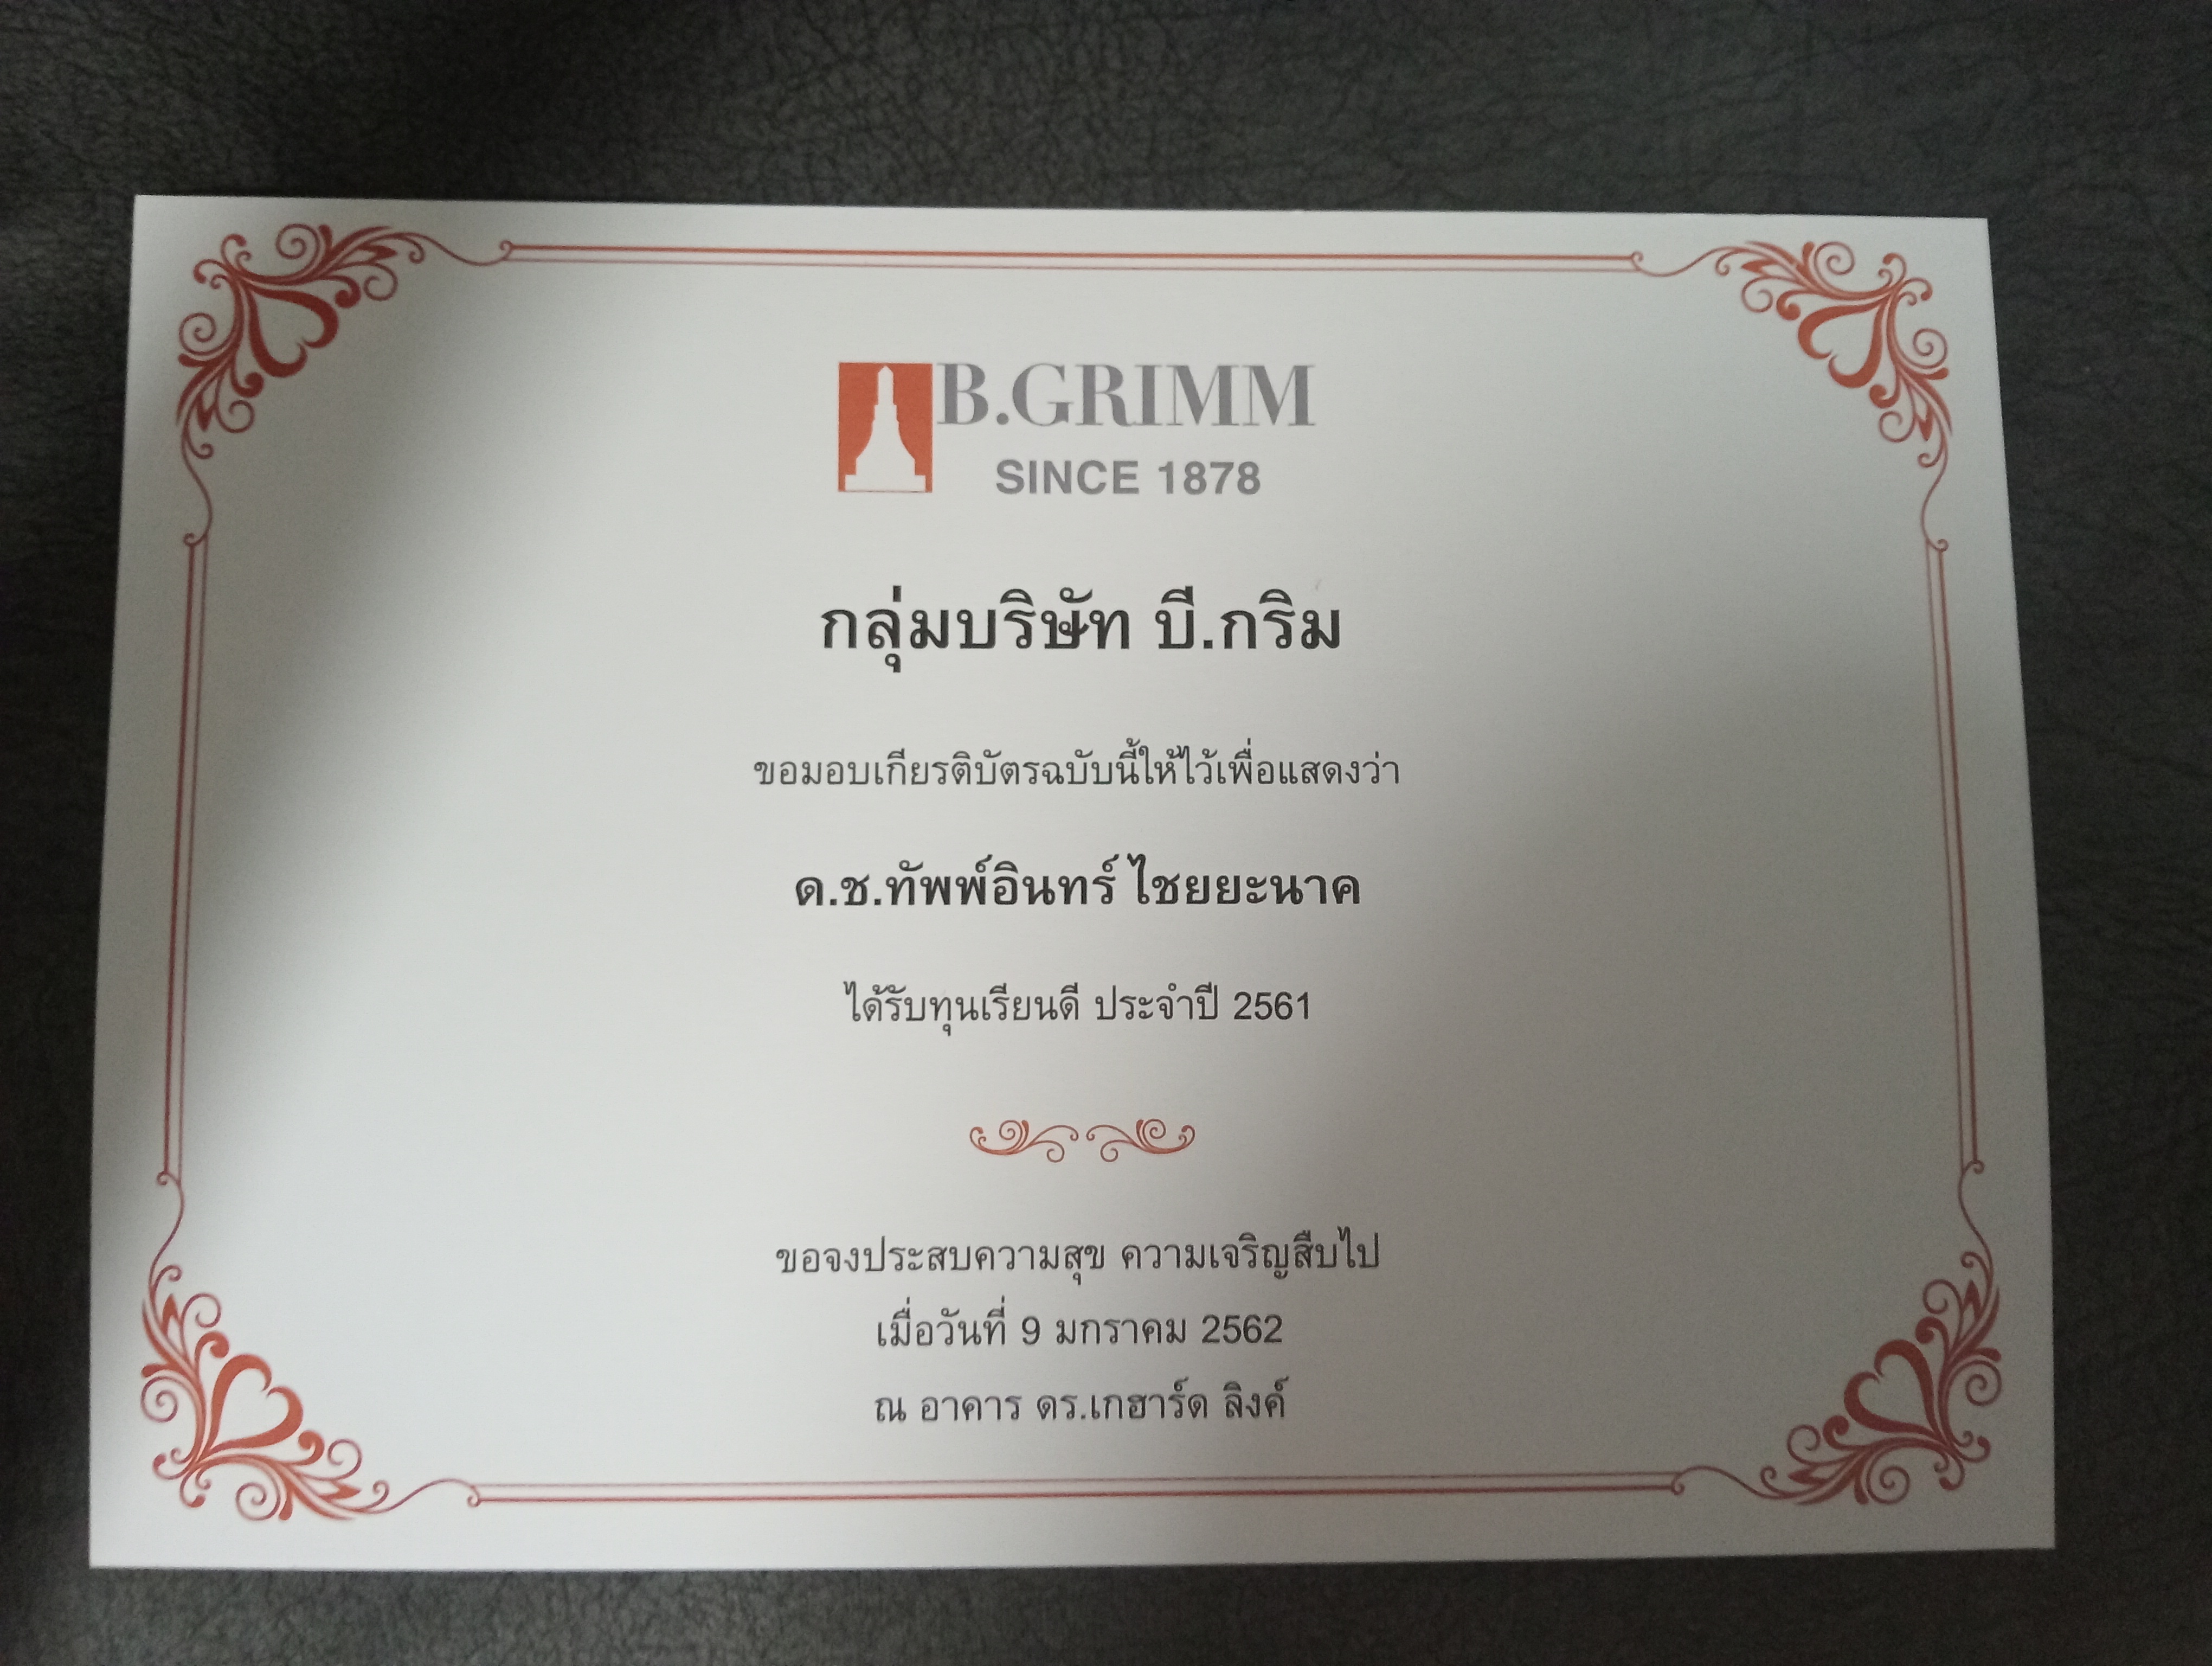 B.GRIMM
SINCE 1878
กลุ่มบริษัท บี.กริม
ขอมอบเกียรติบัตรฉบับนี้ให้ไว้เพื่อแสดงว่า
ด.ช.ทัพพ์อินทร์ ไชยยะนาค
ได้รับทุนเรียนดี ประจำปี 2561
ขอจงประสบความสุข ความเจริญสืบไป
เมื่อวันที่ 9 มกราคม 2562
ณ อาคาร ดร.เกฮาร์ด ลิงค์